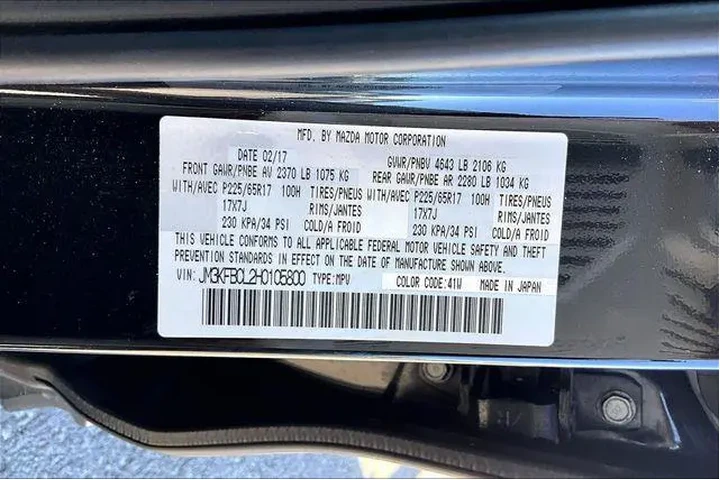 MFD. BY MAZDA MOTOR CORPORATION
DATE 02/17 GVWR/PNBV 4643 LB 2106 KG
FRONT GAWR/PNBE AV 2370 LB 1075 KG REAR GAWR/PNBE AR 2280 LB 1034 KG
WITH/AVEC P225/65R17 100H TIRES/PNEUS WITH/AVEC P225/65R17 100H TIRES/PNEUS
17X7J RIMS/JANTES 17X7J RIMS/JANTES
230 KPA/34 PSI COLD/A FROID 230 KPA/34 PSI COLD/A FROID
THIS VEHICLE CONFORMS TO ALL APPLICABLE FEDERAL MOTOR VEHICLE SAFETY AND THEFT
PREVENTION STANDARDS IN EFFECT ON THE DATE OF MANUFACTURE SHOWN ABOVE.
VIN: JM3KFBCL2H0105800 TYPE:MPV COLOR CODE:41W MADE IN JAPAN